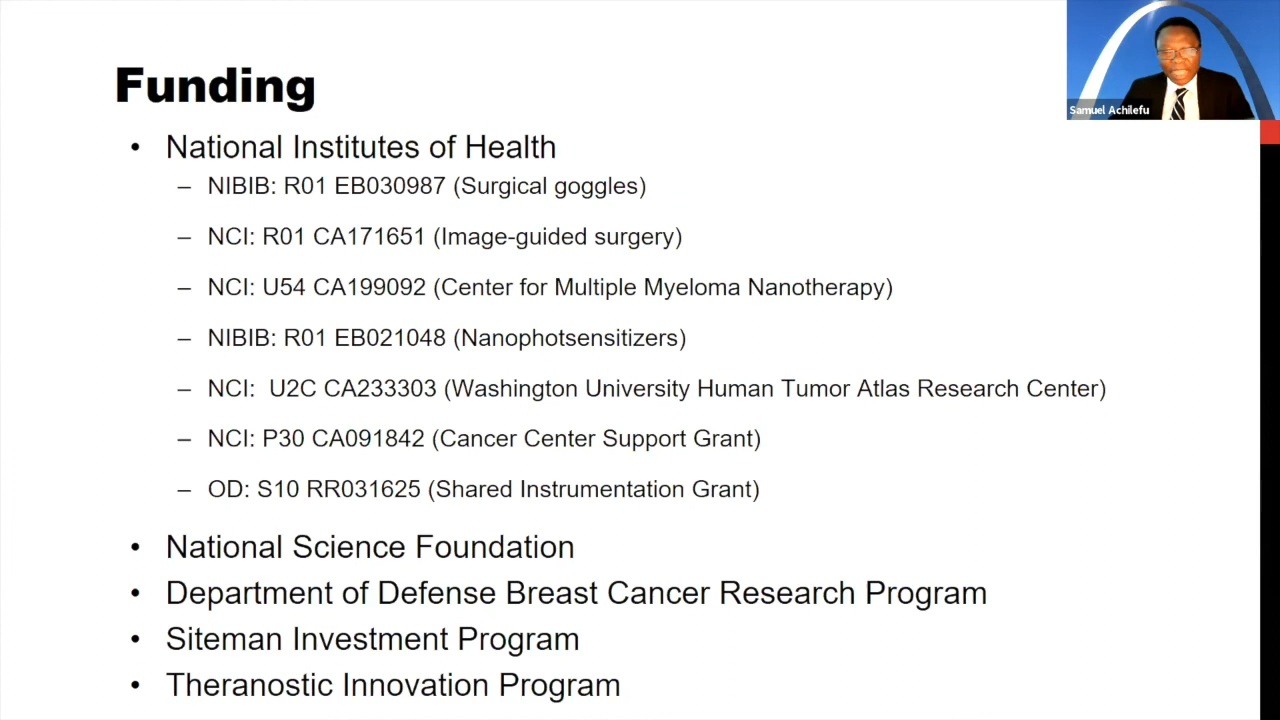 Funding
Samuel Achilefu
• National Institutes of Health
– NIBIB: R01 EB030987 (Surgical goggles)
– NCI: R01 CA171651 (Image-guided surgery)
– NCI: U54 CA199092 (Center for Multiple Myeloma Nanotherapy)
– NIBIB: R01 EB021048 (Nanophotsensitizers)
– NCI:  U2C CA233303 (Washington University Human Tumor Atlas Research Center)
– NCI: P30 CA091842 (Cancer Center Support Grant)
– OD: S10 RR031625 (Shared Instrumentation Grant)
• National Science Foundation
• Department of Defense Breast Cancer Research Program
• Siteman Investment Program
• Theranostic Innovation Program